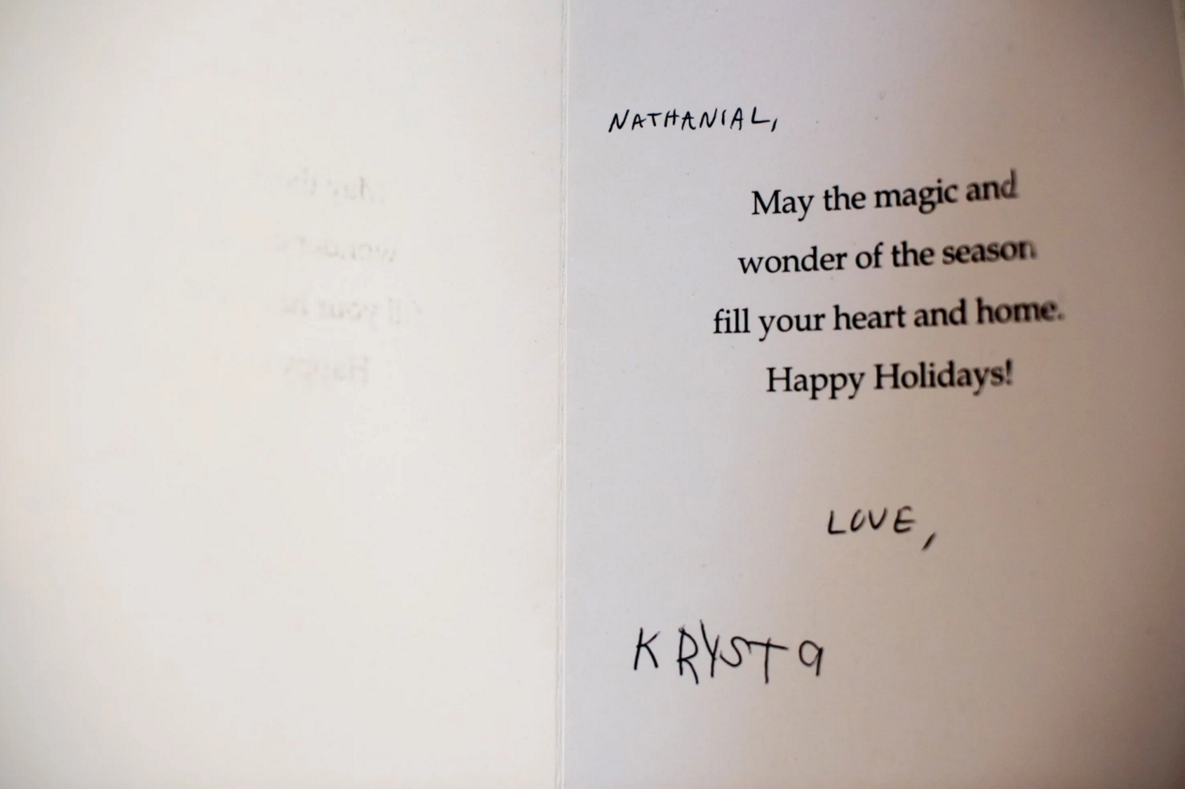 NATHANIAL,
May the magic and
wonder of the season
fill your heart and home.
Happy Holidays!
LOVE,
KRYSTa